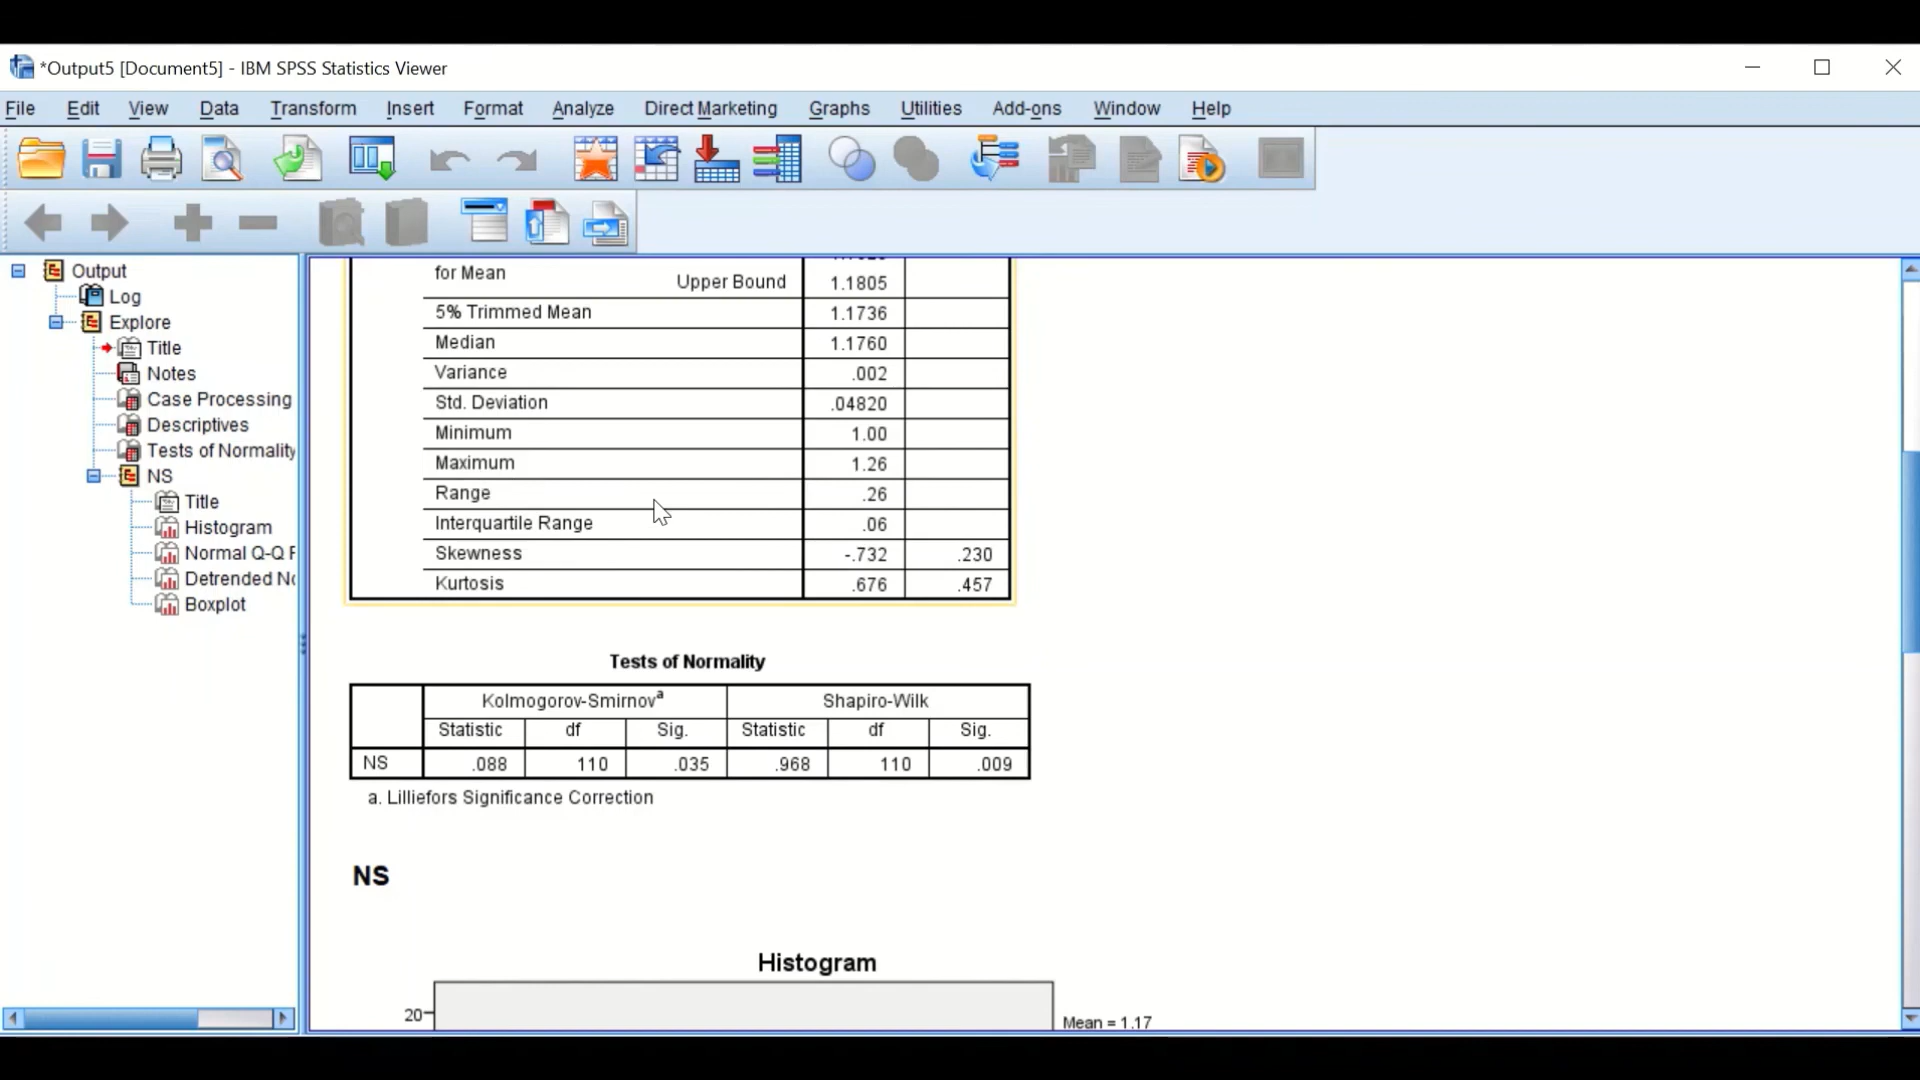 *Output5 [Document5] - IBM SPSS Statistics Viewer
File Edit View Data Transform Insert Format Analyze Direct Marketing Graphs Utilities Add-ons Window Help
Output
Log
Explore
Title
Notes
Case Processing
Descriptives
Tests of Normality
NS
Title
Histogram
Normal Q-Q P
Detrended No
Boxplot
for Mean Upper Bound 1.1805
5% Trimmed Mean 1.1736
Median 1.1760
Variance .002
Std. Deviation .04820
Minimum 1.00
Maximum 1.26
Range .26
Interquartile Range .06
Skewness -.732 .230
Kurtosis .676 .457
Tests of Normality
Kolmogorov-Smirnovᵃ Shapiro-Wilk
Statistic df Sig. Statistic df Sig.
NS .088 110 .035 .968 110 .009
a. Lilliefors Significance Correction
NS
Histogram
20
Mean = 1.17